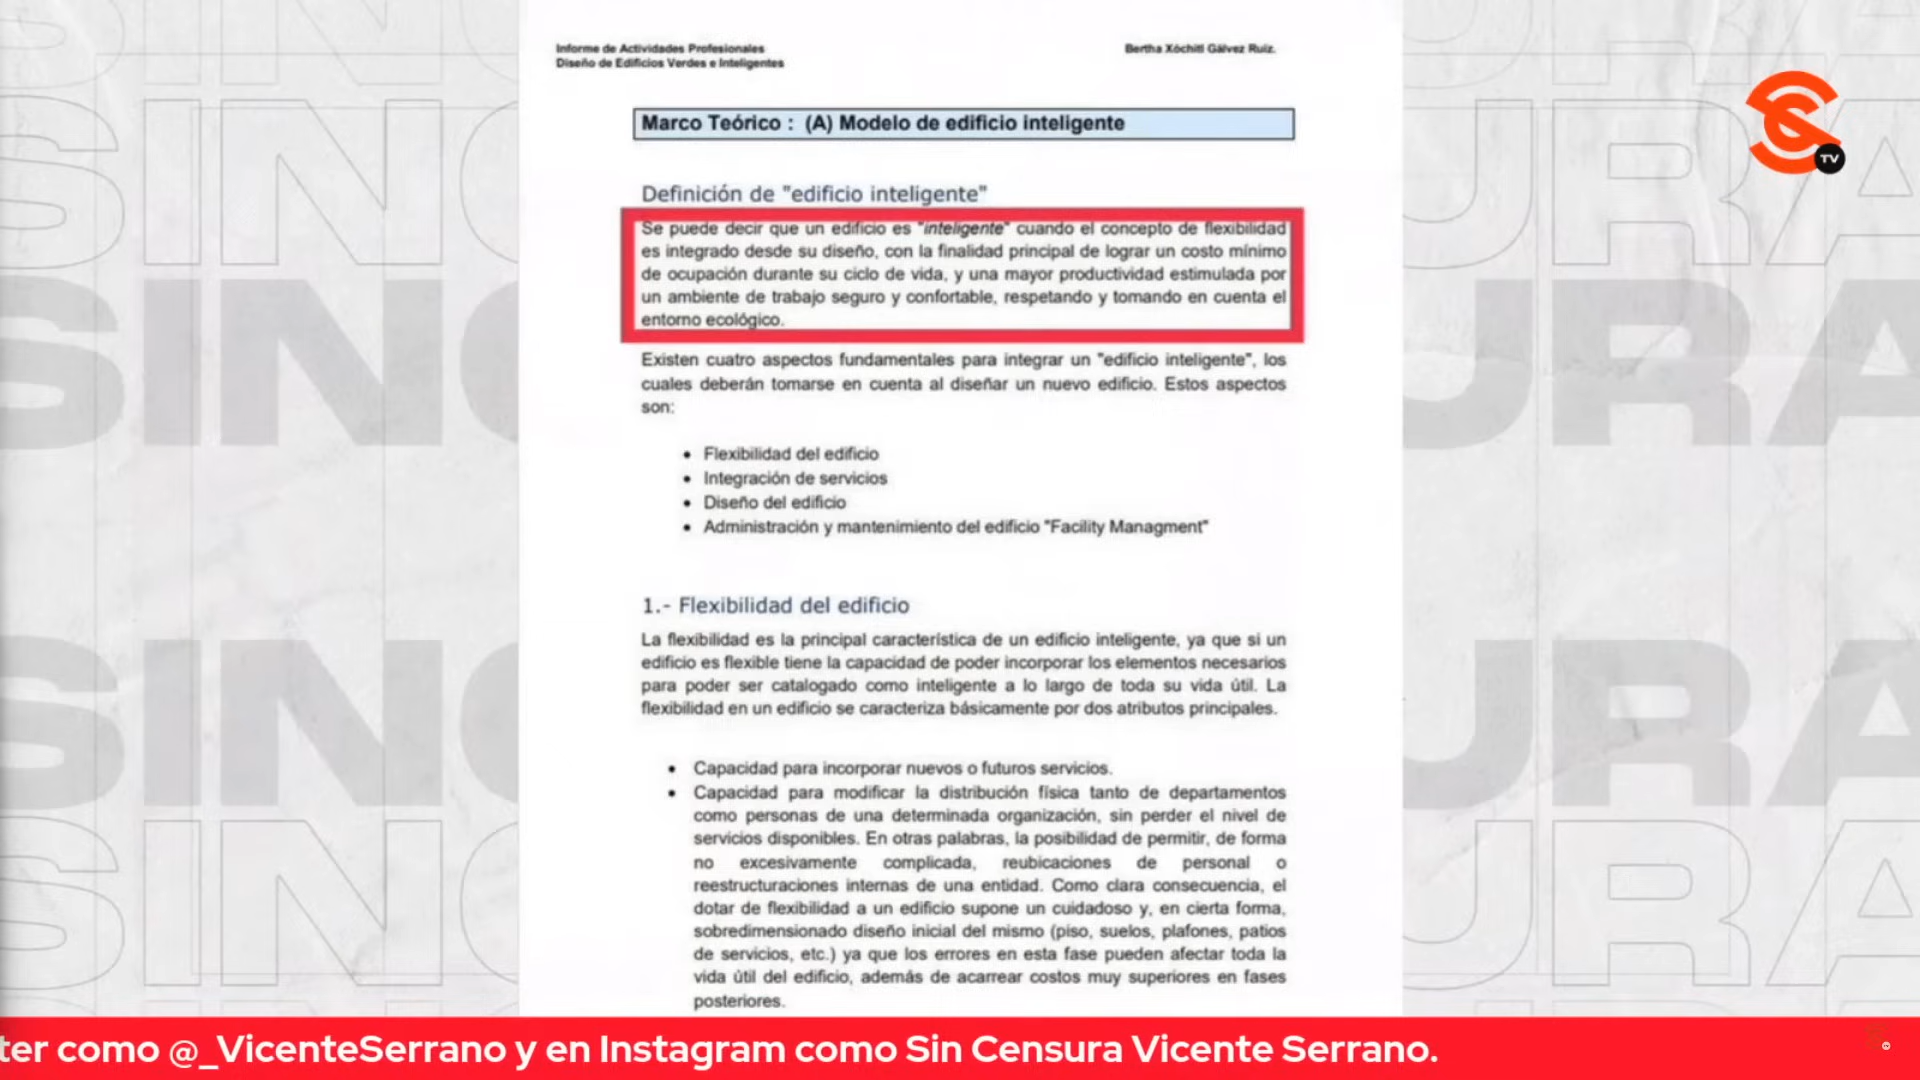 Informe de Actividades Profesionales
Diseño de Edificios Verdes e Inteligentes
Bertha Xóchitl Gálvez Ruiz.
TV
Marco Teórico : (A) Modelo de edificio inteligente
Definición de "edificio inteligente"
Se puede decir que un edificio es "inteligente" cuando el concepto de flexibilidad
es integrado desde su diseño, con la finalidad principal de lograr un costo mínimo
de ocupación durante su ciclo de vida, y una mayor productividad estimulada por
un ambiente de trabajo seguro y confortable, respetando y tomando en cuenta el
entorno ecológico.
Existen cuatro aspectos fundamentales para integrar un "edificio inteligente", los
cuales deberán tomarse en cuenta al diseñar un nuevo edificio. Estos aspectos
son:
• Flexibilidad del edificio
• Integración de servicios
• Diseño del edificio
• Administración y mantenimiento del edificio "Facility Managment"
1.- Flexibilidad del edificio
La flexibilidad es la principal característica de un edificio inteligente, ya que si un
edificio es flexible tiene la capacidad de poder incorporar los elementos necesarios
para poder ser catalogado como inteligente a lo largo de toda su vida útil. La
flexibilidad en un edificio se caracteriza básicamente por dos atributos principales.
• Capacidad para incorporar nuevos o futuros servicios.
• Capacidad para modificar la distribución física tanto de departamentos
como personas de una determinada organización, sin perder el nivel de
servicios disponibles. En otras palabras, la posibilidad de permitir, de forma
no excesivamente complicada, reubicaciones de personal o
reestructuraciones internas de una entidad. Como clara consecuencia, el
dotar de flexibilidad a un edificio supone un cuidadoso y, en cierta forma,
sobredimensionado diseño inicial del mismo (piso, suelos, plafones, patios
de servicios, etc.) ya que los errores en esta fase pueden afectar toda la
vida útil del edificio, además de acarrear costos muy superiores en fases
posteriores.
SIN URA
SIN URA
SIN URA
SIN URA
SIN URA
ter como @_VicenteSerrano y en Instagram como Sin Censura Vicente Serrano.